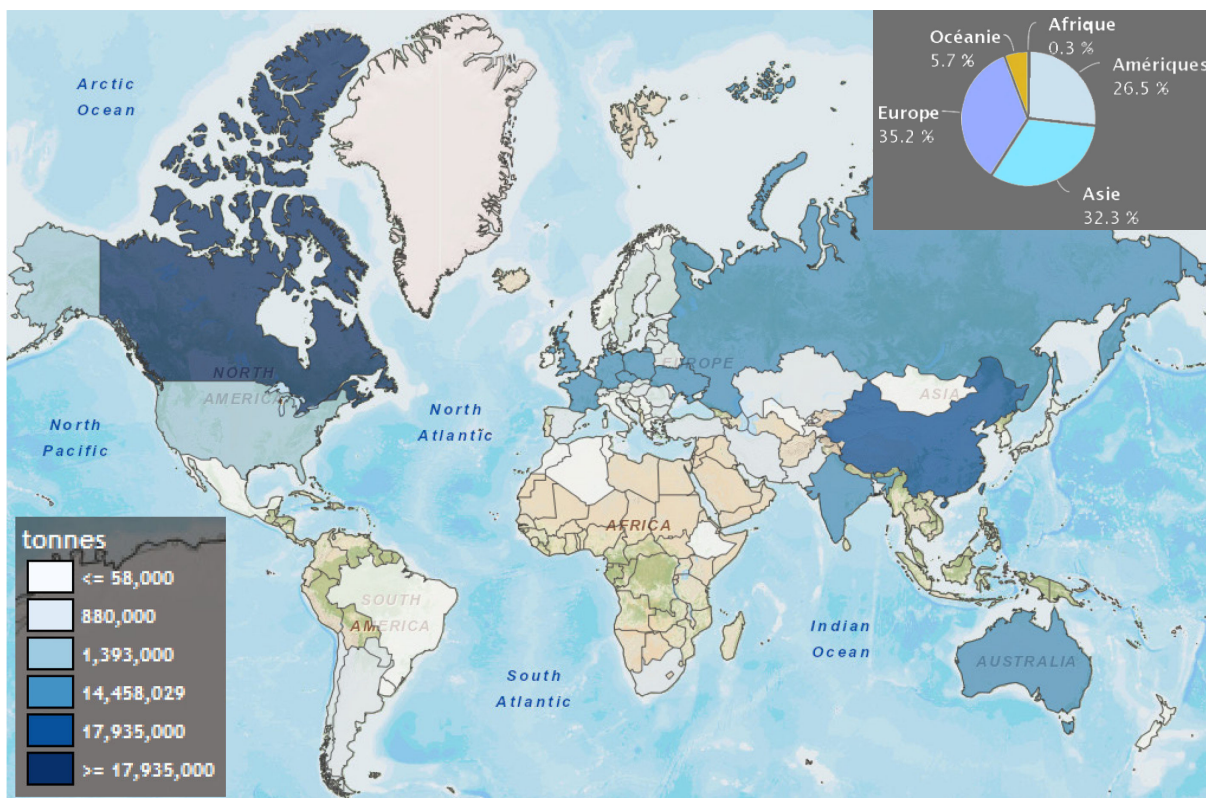 Arctic
Ocean
Océanie
5.7 %
Afrique
0.3 %
Amériques
26.5 %
Europe
35.2 %
Asie
32.3 %
NORTH
AMERICA
EUROPE
ASIA
North
Pacific
North
Atlantic
AFRICA
SOUTH
AMERICA
Indian
Ocean
AUSTRALIA
South
Atlantic
tonnes
<= 58,000
880,000
1,393,000
14,458,029
17,935,000
>= 17,935,000